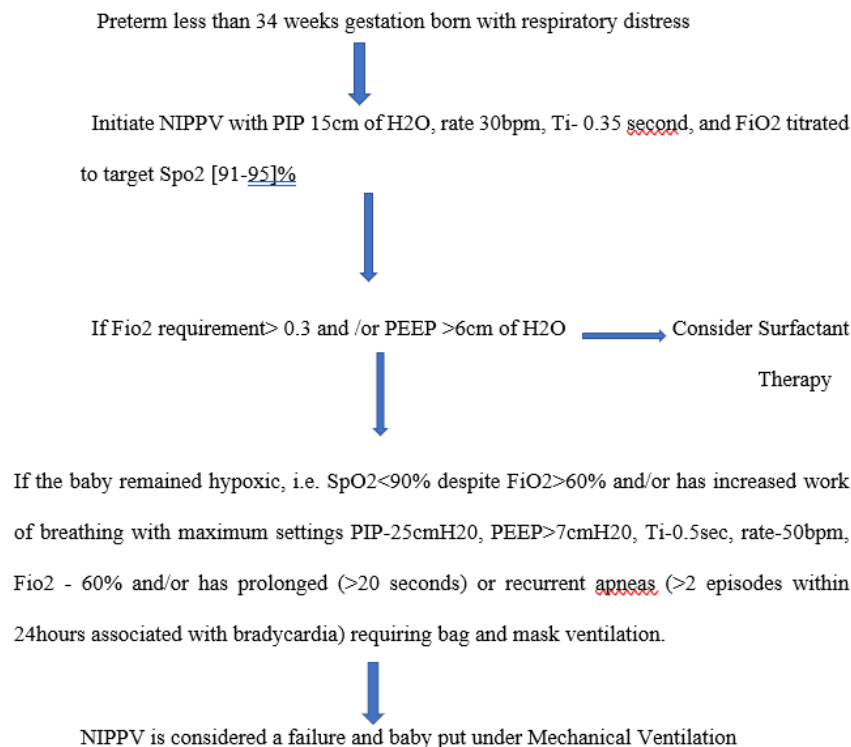 Preterm less than 34 weeks gestation born with respiratory distress
Initiate NIPPV with PIP 15cm of H2O, rate 30bpm, Ti- 0.35 second, and FiO2 titrated
to target Spo2 [91-95]%
If Fio2 requirement> 0.3 and /or PEEP >6cm of H2O
Consider Surfactant
Therapy
If the baby remained hypoxic, i.e. SpO2<90% despite FiO2>60% and/or has increased work
of breathing with maximum settings PIP-25cmH20, PEEP>7cmH20, Ti-0.5sec, rate-50bpm,
Fio2 - 60% and/or has prolonged (>20 seconds) or recurrent apneas (>2 episodes within
24hours associated with bradycardia) requiring bag and mask ventilation.
NIPPV is considered a failure and baby put under Mechanical Ventilation